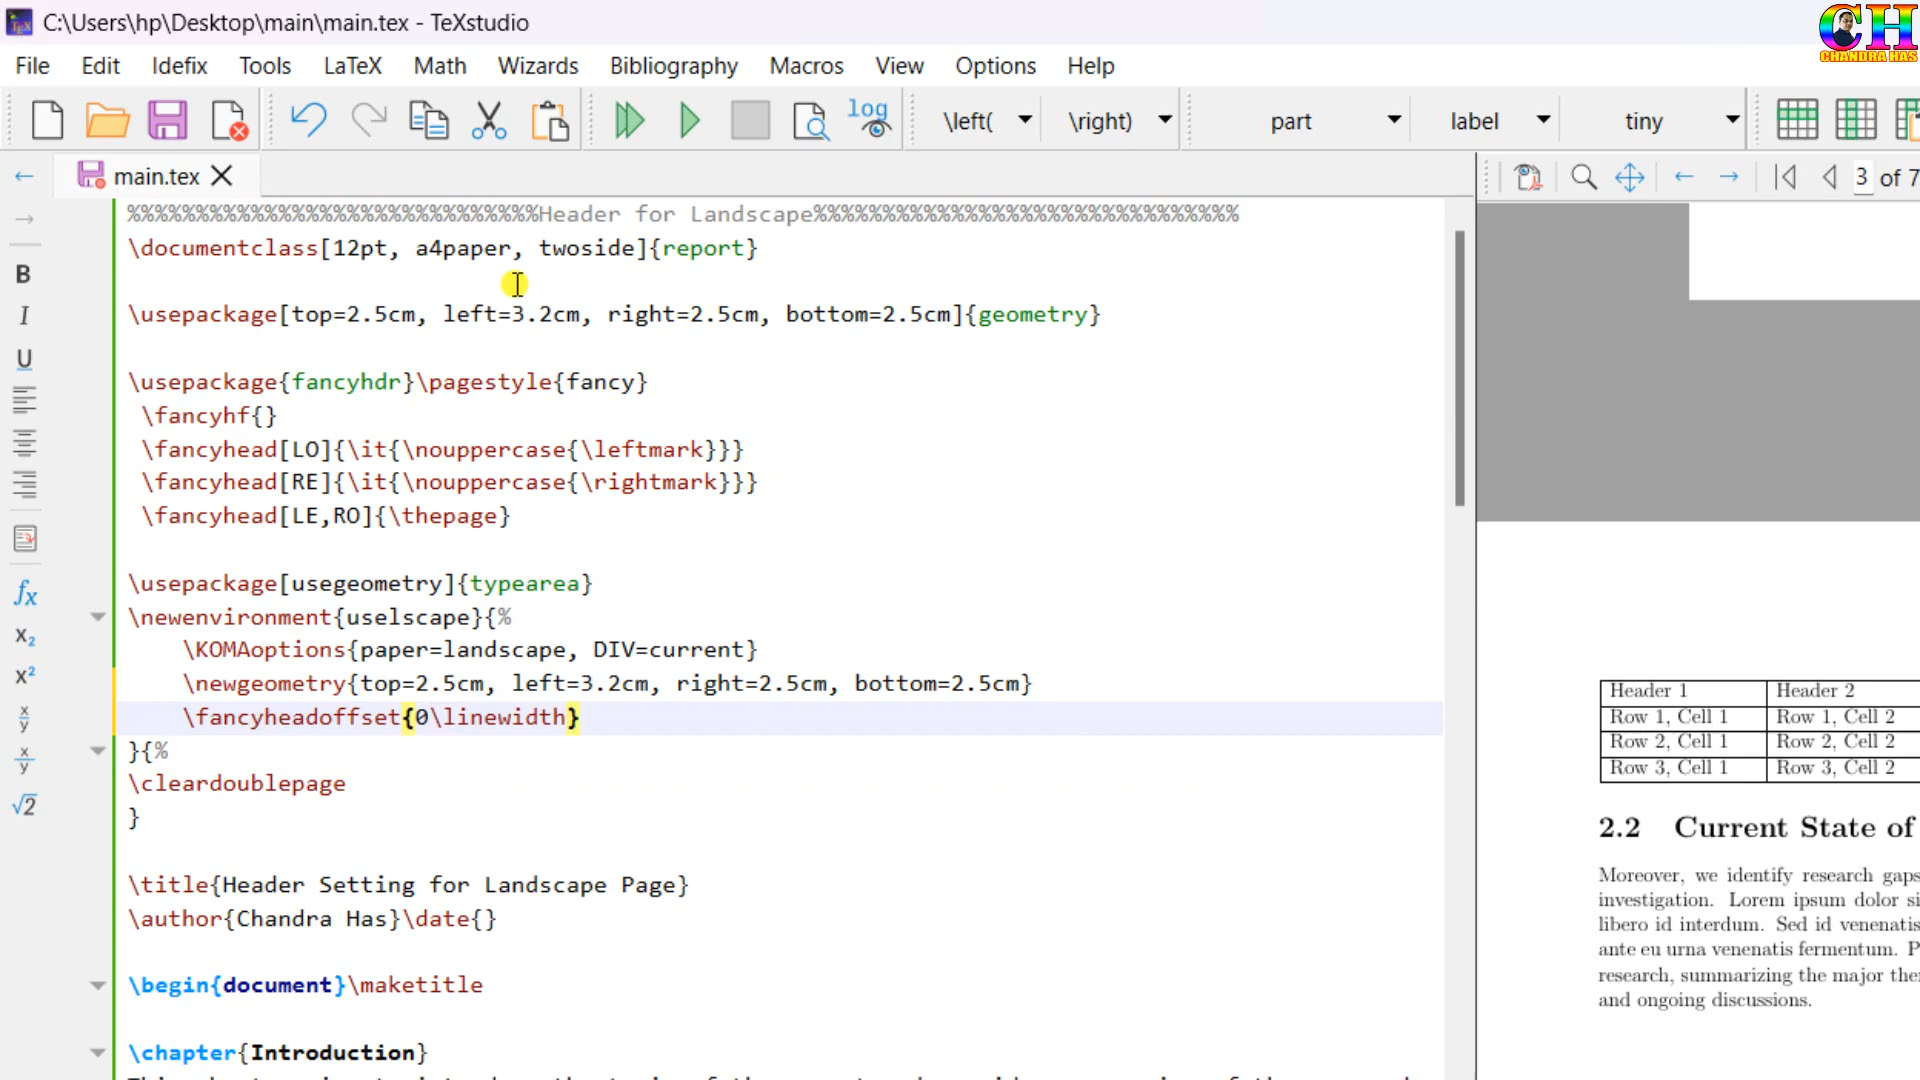 C:\Users\hp\Desktop\main\main.tex - TeXstudio
CH
CHANDRA HAS
File Edit Idefix Tools LaTeX Math Wizards Bibliography Macros View Options Help
log \left( \right) part label tiny
main.tex
3 of 7
%%%%%%%%%%%%%%%%%%%%%%%%%%%%%%Header for Landscape%%%%%%%%%%%%%%%%%%%%%%%%%%%%%%%
\documentclass[12pt, a4paper, twoside]{report}
\usepackage[top=2.5cm, left=3.2cm, right=2.5cm, bottom=2.5cm]{geometry}
\usepackage{fancyhdr}\pagestyle{fancy}
\fancyhf{}
\fancyhead[LO]{\it{\nouppercase{\leftmark}}}
\fancyhead[RE]{\it{\nouppercase{\rightmark}}}
\fancyhead[LE,RO]{\thepage}
\usepackage[usegeometry]{typearea}
\newenvironment{uselscape}{%
\KOMAoptions{paper=landscape, DIV=current}
\newgeometry{top=2.5cm, left=3.2cm, right=2.5cm, bottom=2.5cm}
\fancyheadoffset{0\linewidth}
}{%
\cleardoublepage
}
\title{Header Setting for Landscape Page}
\author{Chandra Has}\date{}
\begin{document}\maketitle
\chapter{Introduction}
B
I
U
fx
x2
x2
x
y
x
y
√2
Header 1 Header 2
Row 1, Cell 1 Row 1, Cell 2
Row 2, Cell 1 Row 2, Cell 2
Row 3, Cell 1 Row 3, Cell 2
2.2 Current State of
Moreover, we identify research gaps
investigation. Lorem ipsum dolor si
libero id interdum. Sed id venenatis
ante eu urna venenatis fermentum. P
research, summarizing the major ther
and ongoing discussions.